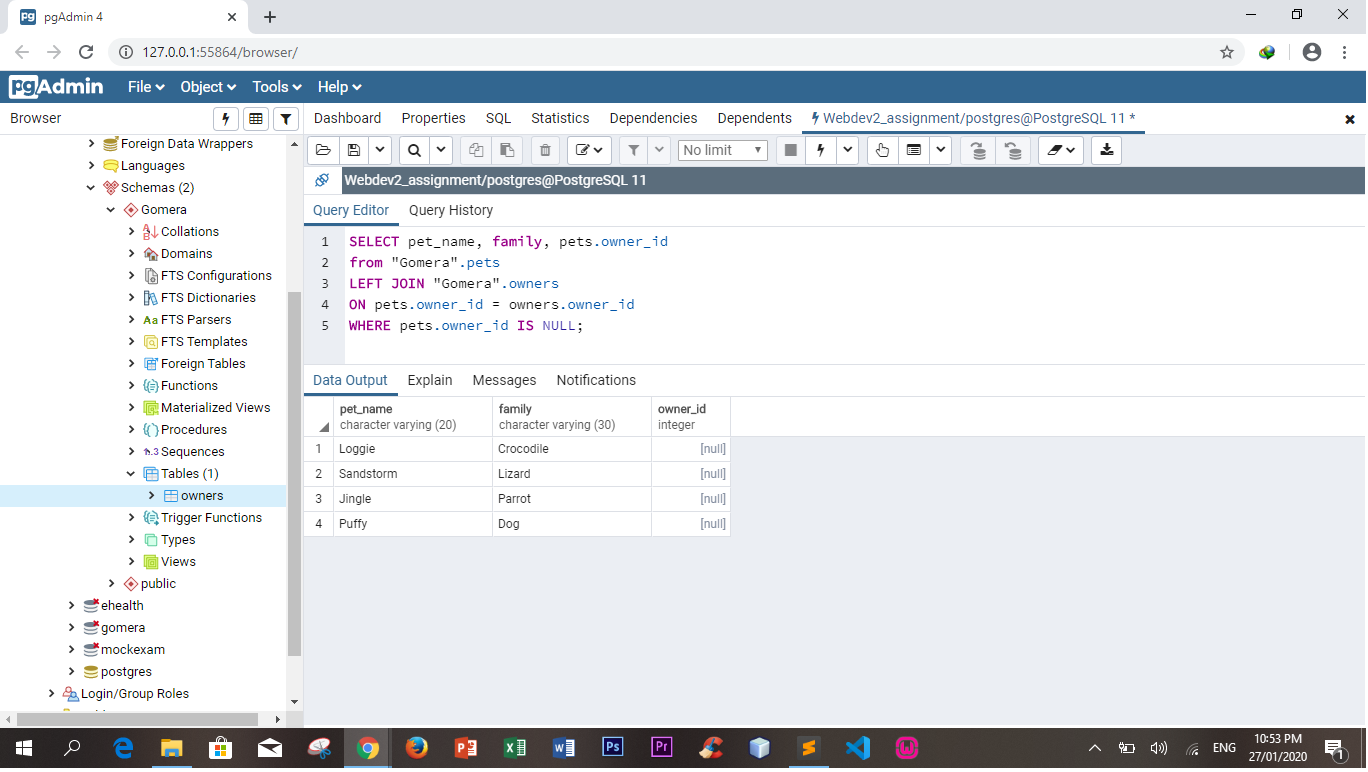 pgAdmin 4
127.0.0.1:55864/browser/
pgAdmin File Object Tools Help
Browser
Dashboard Properties SQL Statistics Dependencies Dependents Webdev2_assignment/postgres@PostgreSQL 11 *
No limit
Webdev2_assignment/postgres@PostgreSQL 11
Query Editor Query History
1 SELECT pet_name, family, pets.owner_id
2 from "Gomera".pets
3 LEFT JOIN "Gomera".owners
4 ON pets.owner_id = owners.owner_id
5 WHERE pets.owner_id IS NULL;
Data Output Explain Messages Notifications
pet_name family owner_id
character varying (20) character varying (30) integer
1 Loggie Crocodile [null]
2 Sandstorm Lizard [null]
3 Jingle Parrot [null]
4 Puffy Dog [null]
Foreign Data Wrappers
Languages
Schemas (2)
Gomera
Collations
Domains
FTS Configurations
FTS Dictionaries
Aa FTS Parsers
FTS Templates
Foreign Tables
Functions
Materialized Views
Procedures
1..3 Sequences
Tables (1)
owners
Trigger Functions
Types
Views
public
ehealth
gomera
mockexam
postgres
Login/Group Roles
Ps
Pr
ENG
10:53 PM
27/01/2020
1